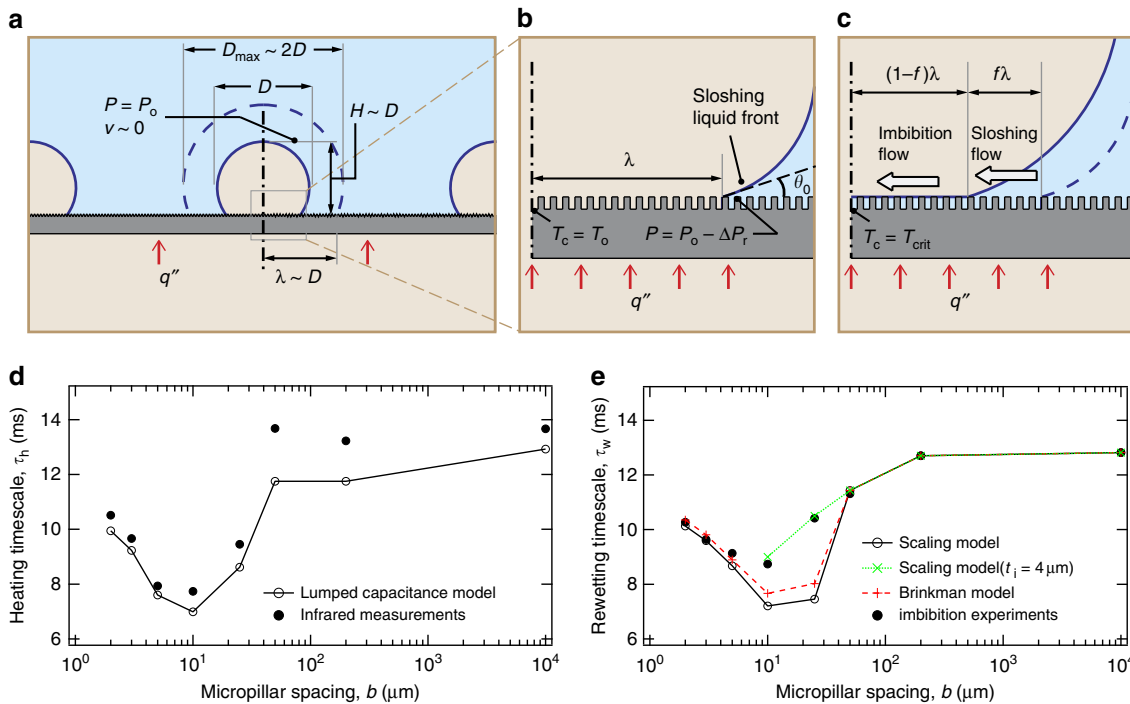 a
D_max ~ 2D
D
P = P_o
v ~ 0
H ~ D
q″
λ ~ D
b
Sloshing
liquid front
λ
θ_0
T_c = T_o
P = P_o − ΔP_r
q″
c
(1–f)λ
fλ
Imbibition
flow
Sloshing
flow
T_c = T_crit
q″
d
Heating timescale, τ_h (ms)
14
12
10
8
6
Lumped capacitance model
Infrared measurements
10^0 10^1 10^2 10^3 10^4
Micropillar spacing, b (μm)
e
Rewetting timescale, τ_w (ms)
14
12
10
8
6
Scaling model
Scaling model(t_i = 4 μm)
Brinkman model
imbibition experiments
10^0 10^1 10^2 10^3 10^4
Micropillar spacing, b (μm)